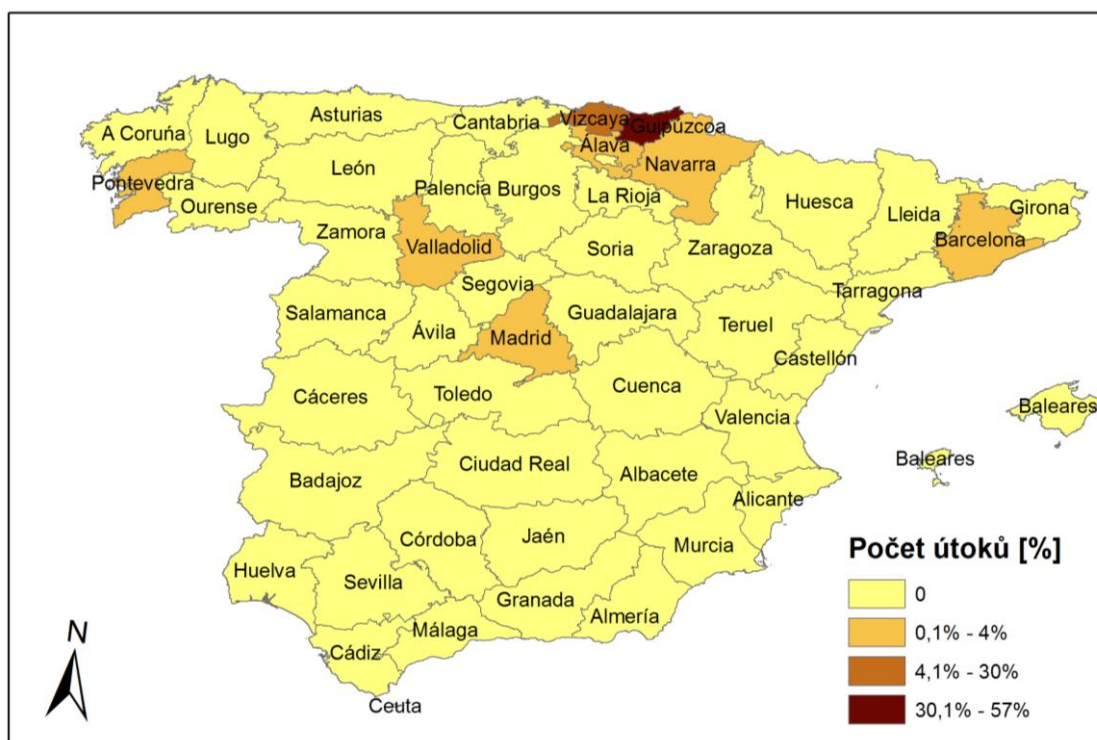 Asturias
Cantabria
Vizcaya
Guipúzcoa
A Coruña
Lugo
Álava
León
Navarra
Pontevedra
Palencia
Burgos
La Rioja
Huesca
Lleida
Girona
Ourense
Zamora
Valladolid
Soria
Zaragoza
Barcelona
Segovia
Salamanca
Ávila
Madrid
Guadalajara
Teruel
Tarragona
Castellón
Cáceres
Toledo
Cuenca
Valencia
Baleares
Badajoz
Ciudad Real
Albacete
Baleares
Alicante
Córdoba
Jaén
Murcia
Huelva
Sevilla
Granada
Almería
Málaga
Cádiz
Ceuta
N
Počet útoků [%]
0
0,1% - 4%
4,1% - 30%
30,1% - 57%